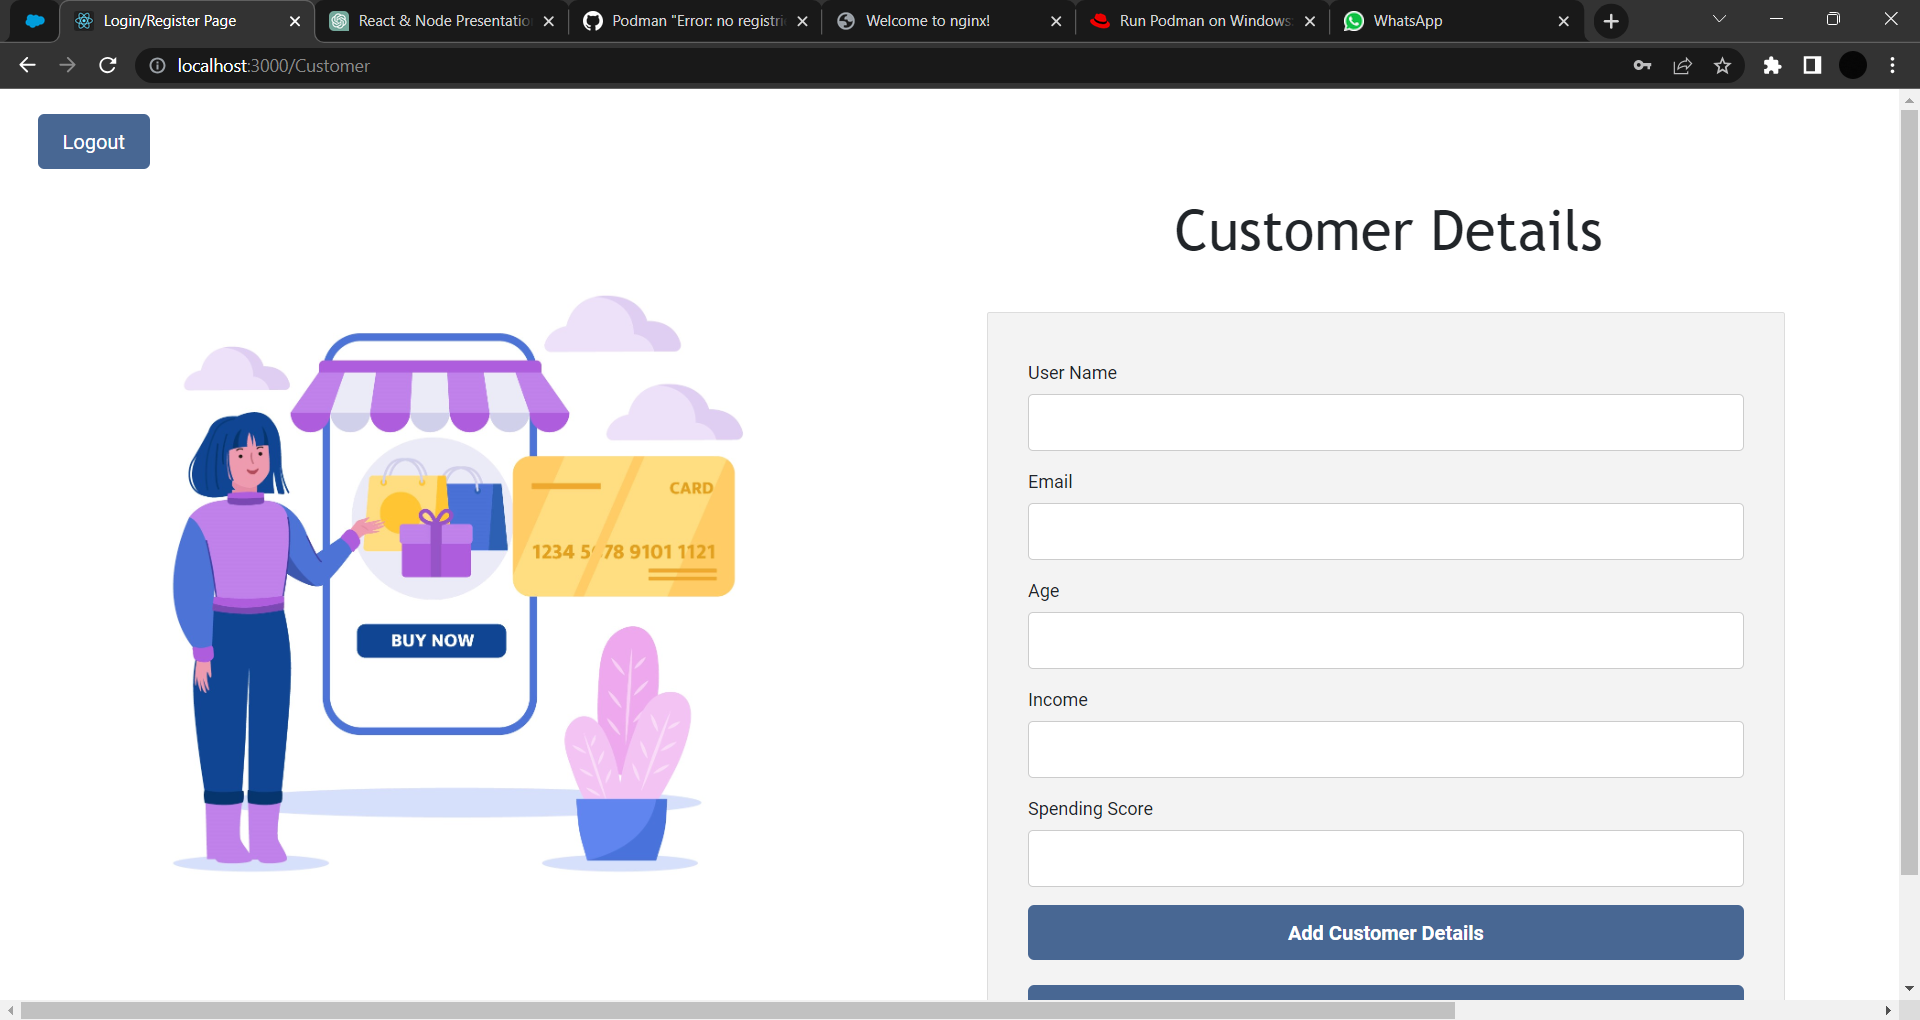 Login/Register Page
React & Node Presentatio
Podman "Error: no registri
Welcome to nginx!
Run Podman on Windows:
WhatsApp
localhost:3000/Customer
Logout
Customer Details
User Name
Email
Age
Income
Spending Score
Add Customer Details
CARD
1234 5678 9101 1121
BUY NOW